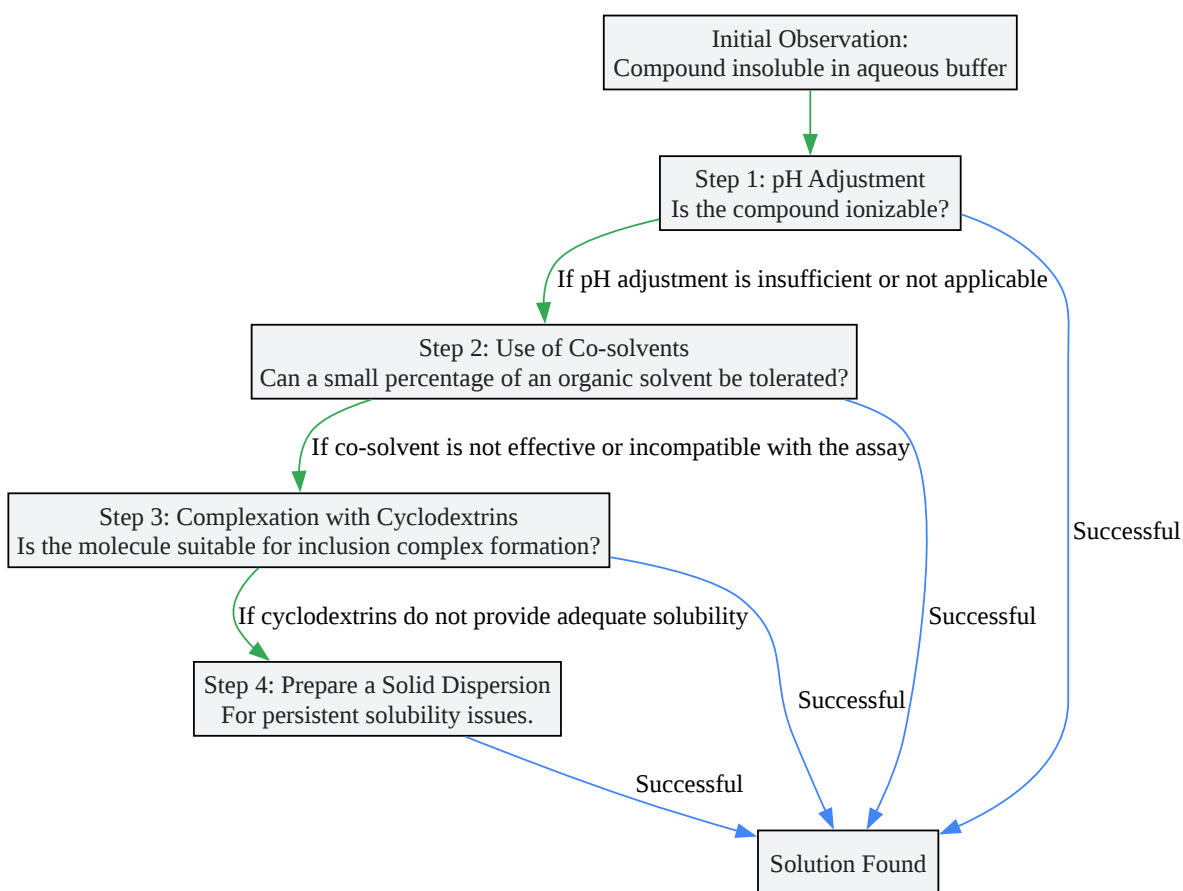 Initial Observation:
Compound insoluble in aqueous buffer
Step 1: pH Adjustment
Is the compound ionizable?
If pH adjustment is insufficient or not applicable
Step 2: Use of Co-solvents
Can a small percentage of an organic solvent be tolerated?
If co-solvent is not effective or incompatible with the assay
Step 3: Complexation with Cyclodextrins
Is the molecule suitable for inclusion complex formation?
Successful
If cyclodextrins do not provide adequate solubility
Successful
Step 4: Prepare a Solid Dispersion
For persistent solubility issues.
Successful
Successful
Solution Found